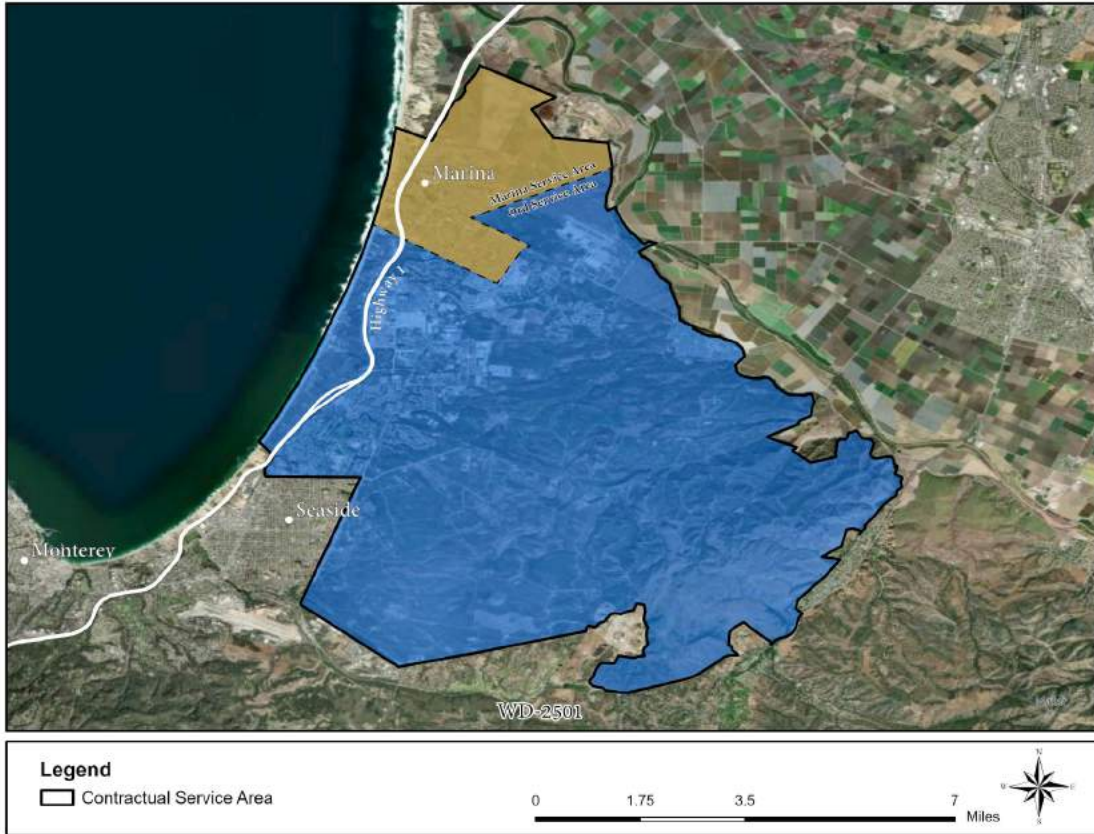 Marina
Marina Service Area
Ord Service Area
Highway 1
Seaside
Monterey
WD-2501
Legend
Contractual Service Area
0 1.75 3.5 7
Miles
N
W E
S